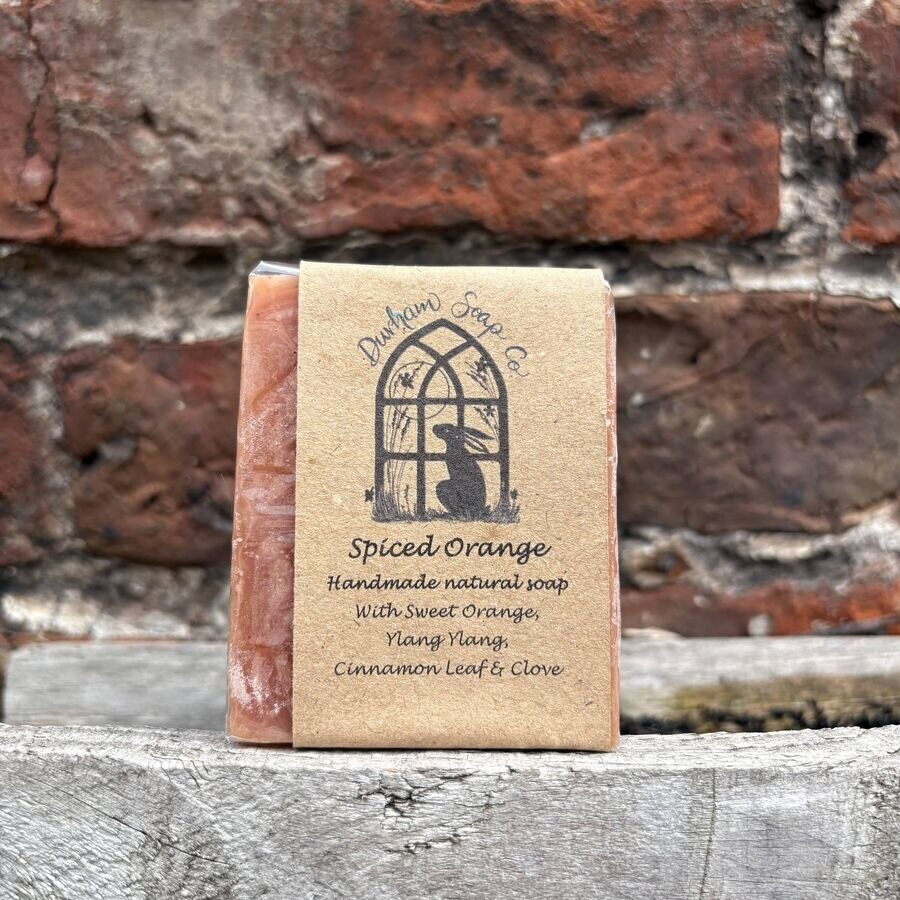 Durham Soap Co
Spiced Orange
Handmade natural soap
With Sweet Orange,
Ylang Ylang,
Cinnamon Leaf & Clove